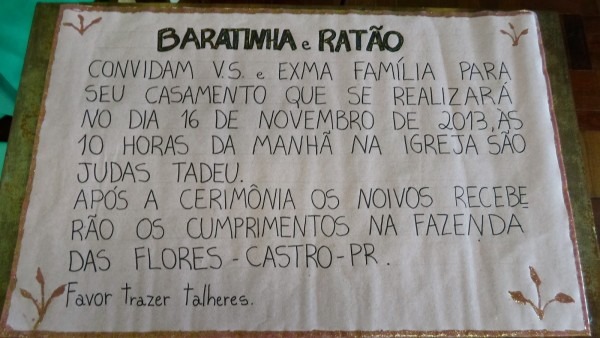 BARATINHA e RATÃO
CONVIDAM V.S. e EXMA FAMÍLIA PARA
SEU CASAMENTO QUE SE REALIZARÁ
NO DIA 16 DE NOVEMBRO DE 2013, ÀS
10 HORAS DA MANHÃ NA IGREJA SÃO
JUDAS TADEU.
APÓS A CERIMÔNIA OS NOIVOS RECEBE
RÃO OS CUMPRIMENTOS NA FAZENDA
DAS FLORES - CASTRO - PR.
Favor trazer talheres.